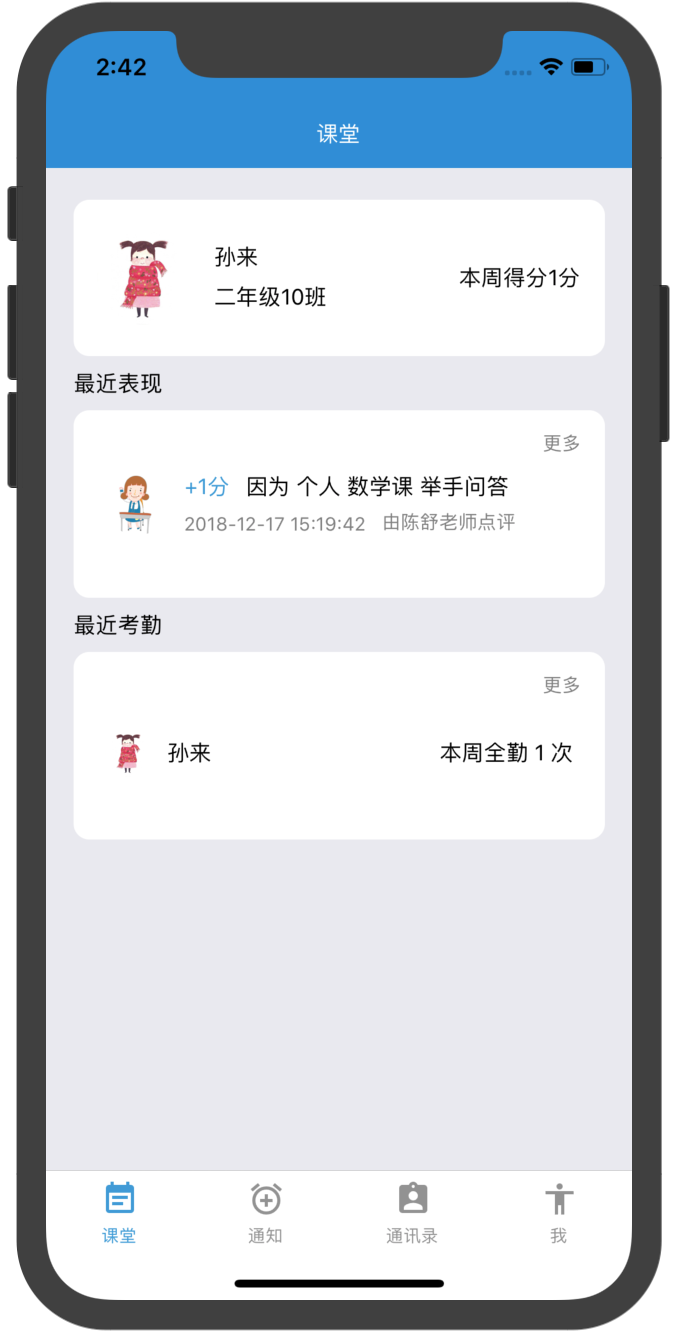 2:42
课堂
孙来
二年级10班
本周得分1分
最近表现
更多
+1分 因为 个人 数学课 举手问答
2018-12-17 15:19:42 由陈舒老师点评
最近考勤
更多
孙来 本周全勤 1 次
课堂 通知 通讯录 我